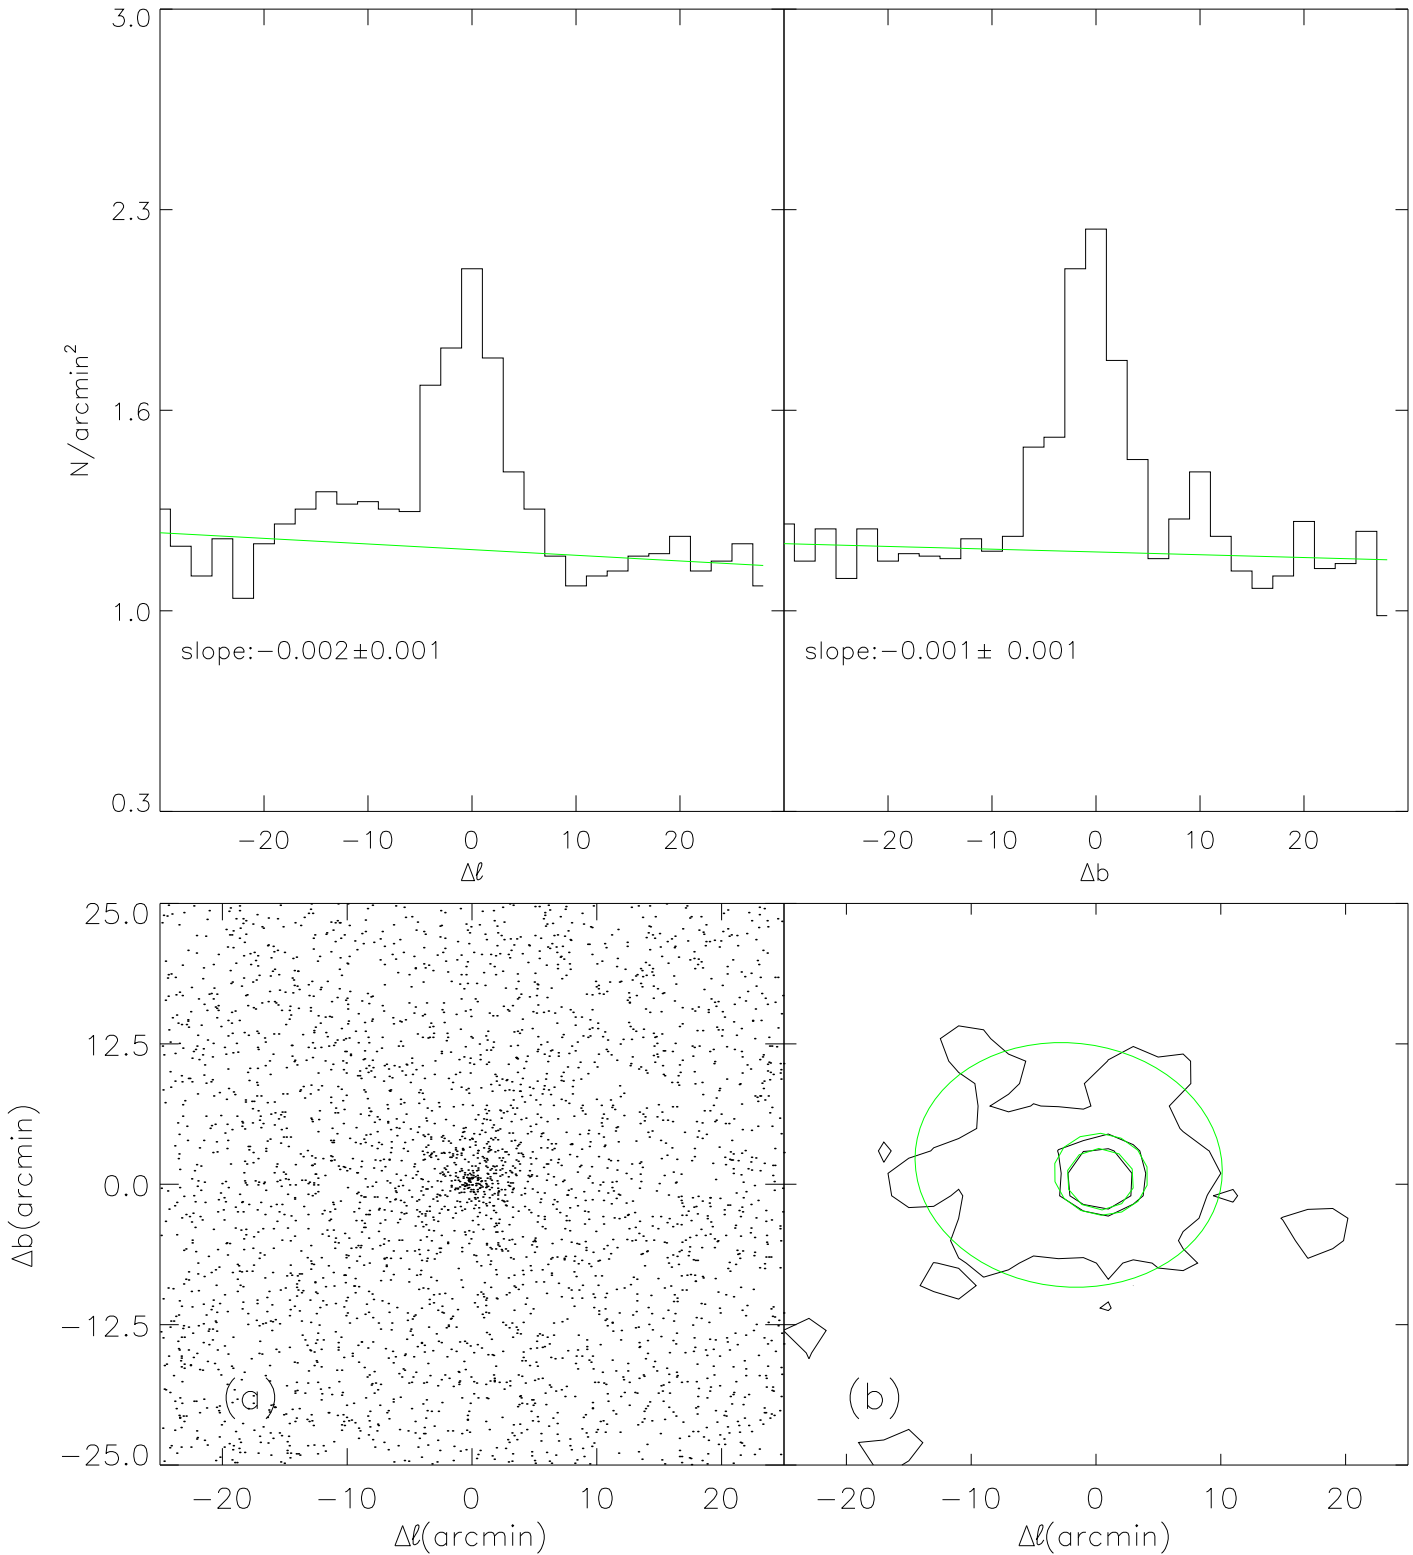 3.0
2.3
1.6
1.0
0.3
N/arcmin²
slope:−0.002±0.001
slope:−0.001± 0.001
−20 −10 0 10 20
−20 −10 0 10 20
Δℓ
Δb
25.0
12.5
0.0
−12.5
−25.0
Δb(arcmin)
(a)
(b)
−20 −10 0 10 20
−20 −10 0 10 20
Δℓ(arcmin)
Δℓ(arcmin)